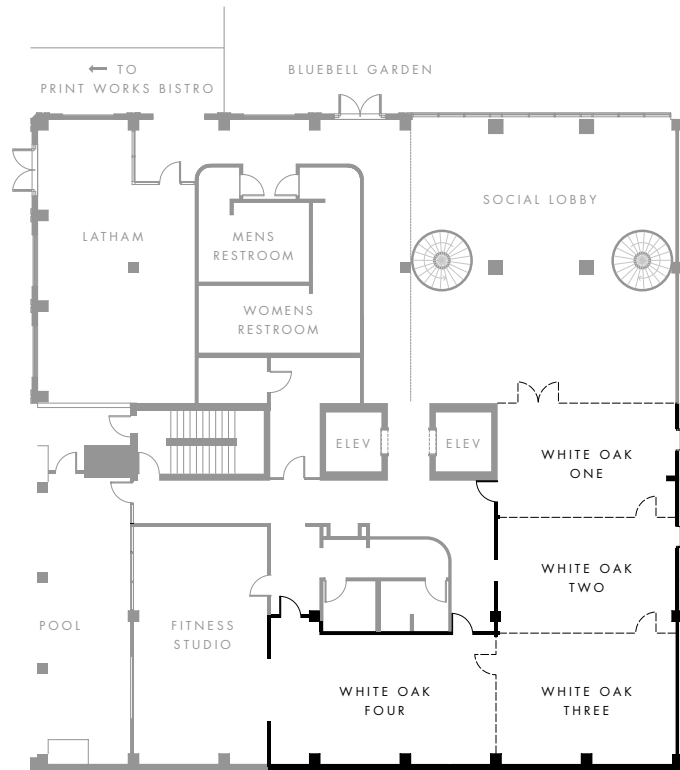 ← TO
PRINT WORKS BISTRO
BLUEBELL GARDEN
SOCIAL LOBBY
LATHAM
MENS
RESTROOM
WOMENS
RESTROOM
ELEV
ELEV
WHITE OAK
ONE
WHITE OAK
TWO
POOL
FITNESS
STUDIO
WHITE OAK
FOUR
WHITE OAK
THREE